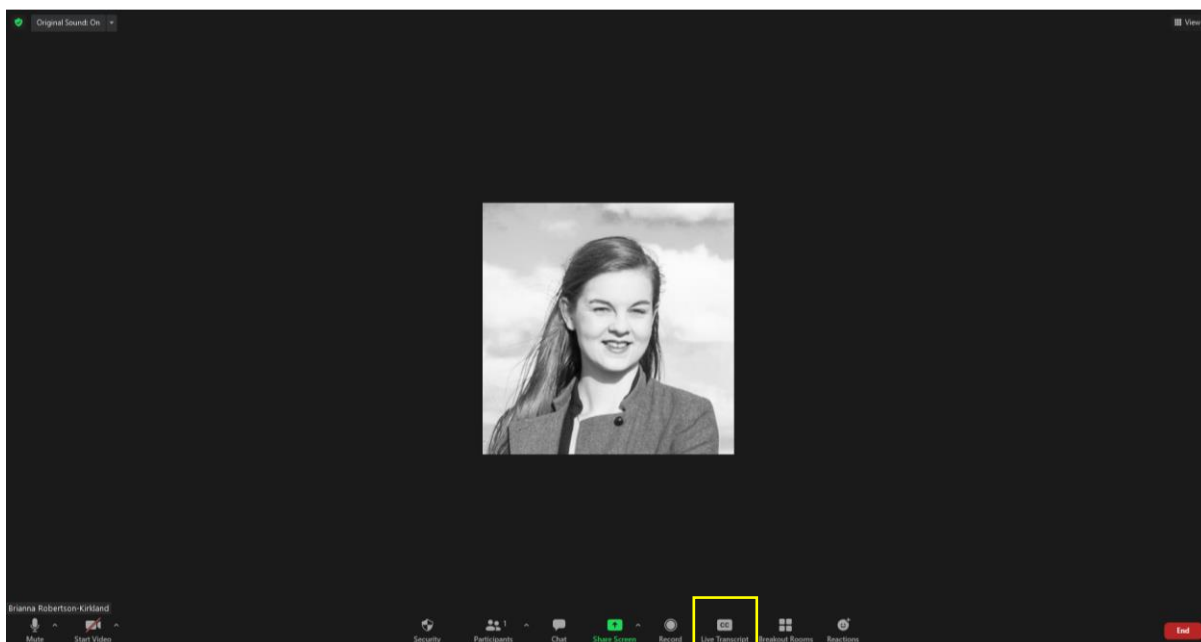 Original Sound: On
View
Brianna Robertson-Kirkland
1
CC
Mute Start Video Security Participants Chat Share Screen Record Live Transcript Breakout Rooms Reactions End